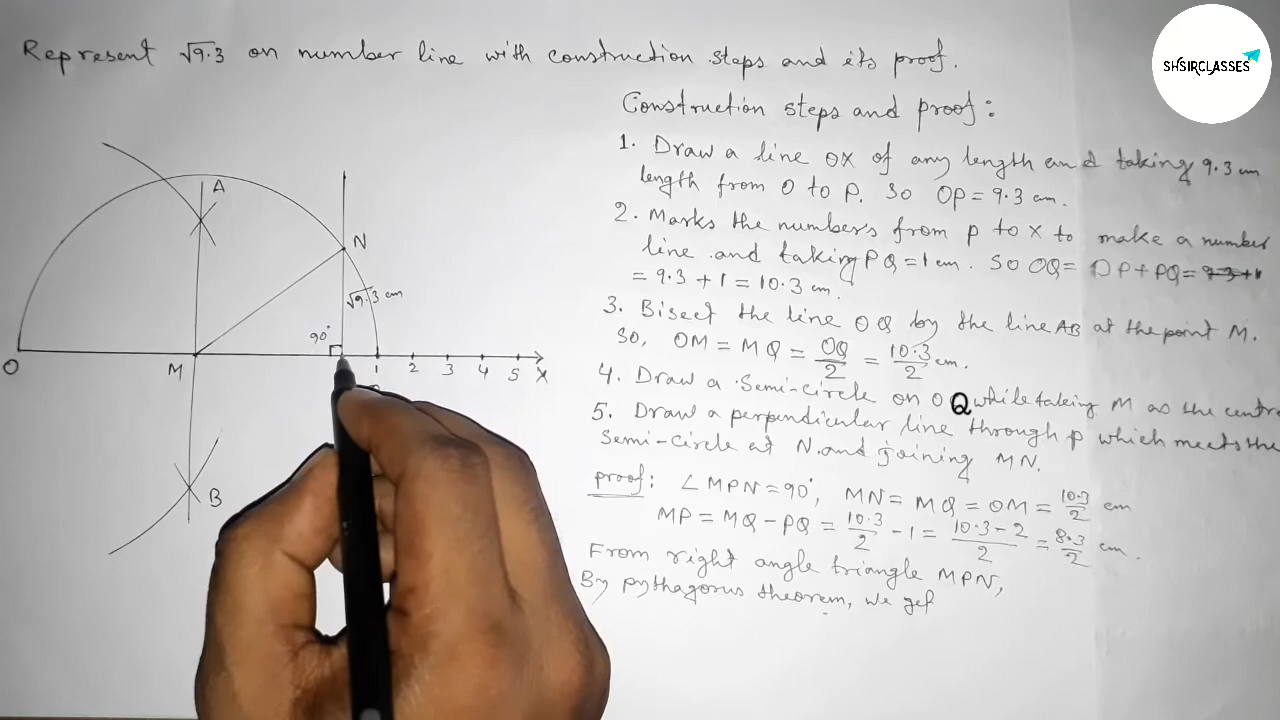 Represent √9.3 on number line with construction steps and its proof.
SHSIRCLASSES
Construction steps and proof:
1. Draw a line OX of any length and taking 9.3 cm
length from O to P. So OP = 9.3 cm.
2. Marks the numbers from P to X to make a number
line and taking PQ = 1 cm. So OQ = OP + PQ = 9.3+1
= 9.3 + 1 = 10.3 cm.
3. Bisect the line OQ by the line AB at the point M.
So, OM = MQ = OQ/2 = 10.3/2 cm.
4. Draw a Semi-circle on OQ while taking M as the centr
5. Draw a perpendicular line through P which meets the
Semi-circle at N. and joining MN.
proof: ∠MPN = 90°, MN = MQ = OM = 10.3/2 cm
MP = MQ - PQ = 10.3/2 - 1 = 10.3 - 2/2 = 8.3/2 cm.
From right angle triangle MPN,
By pythagorus theorem, we get
A
N
√9.3 cm
90°
O
M
1 2 3 4 5 X
B